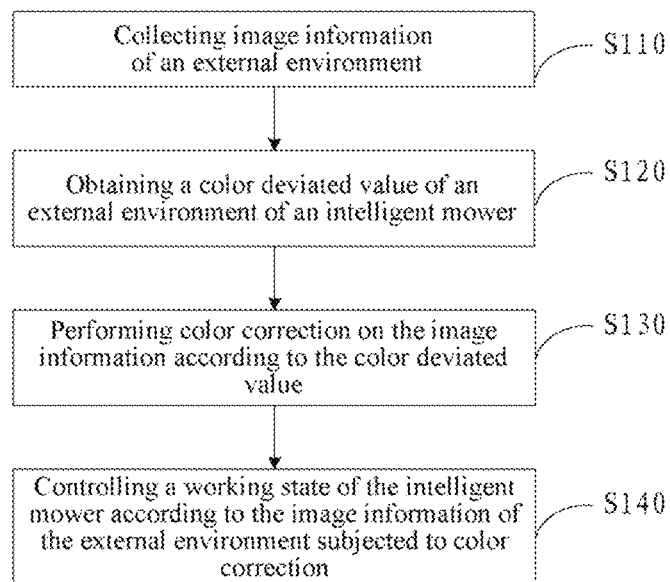 Collecting image information
of an external environment
S110
Obtaining a color deviated value of an
external environment of an intelligent mower
S120
Performing color correction on the image
information according to the color deviated
value
S130
Controlling a working state of the intelligent
mower according to the image information of
the external environment subjected to color
correction
S140